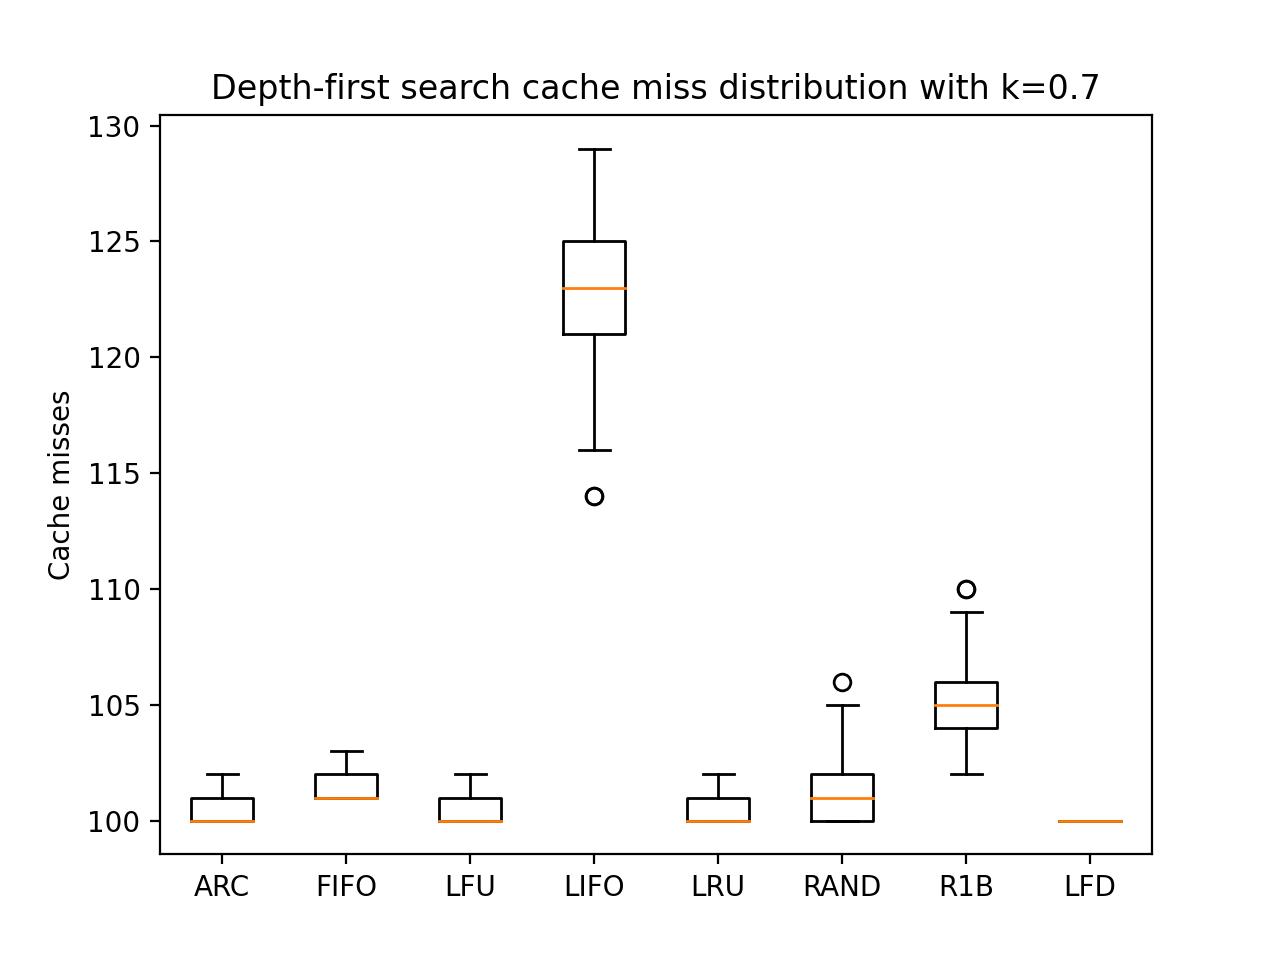 Depth-first search cache miss distribution with k=0.7
130
125
120
115
110
105
100
Cache misses
ARC FIFO LFU LIFO LRU RAND R1B LFD